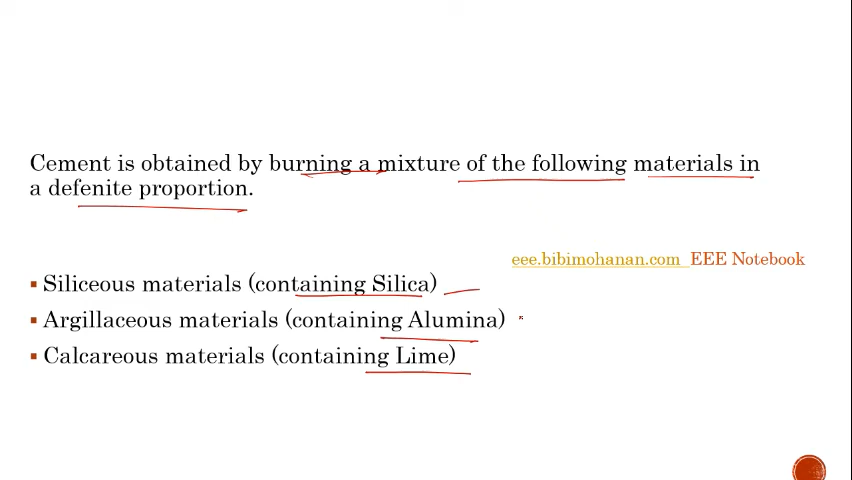 Cement is obtained by burning a mixture of the following materials in
a defenite proportion.
eee.bibimohanan.com EEE Notebook
▪ Siliceous materials (containing Silica)
▪ Argillaceous materials (containing Alumina)
▪ Calcareous materials (containing Lime)